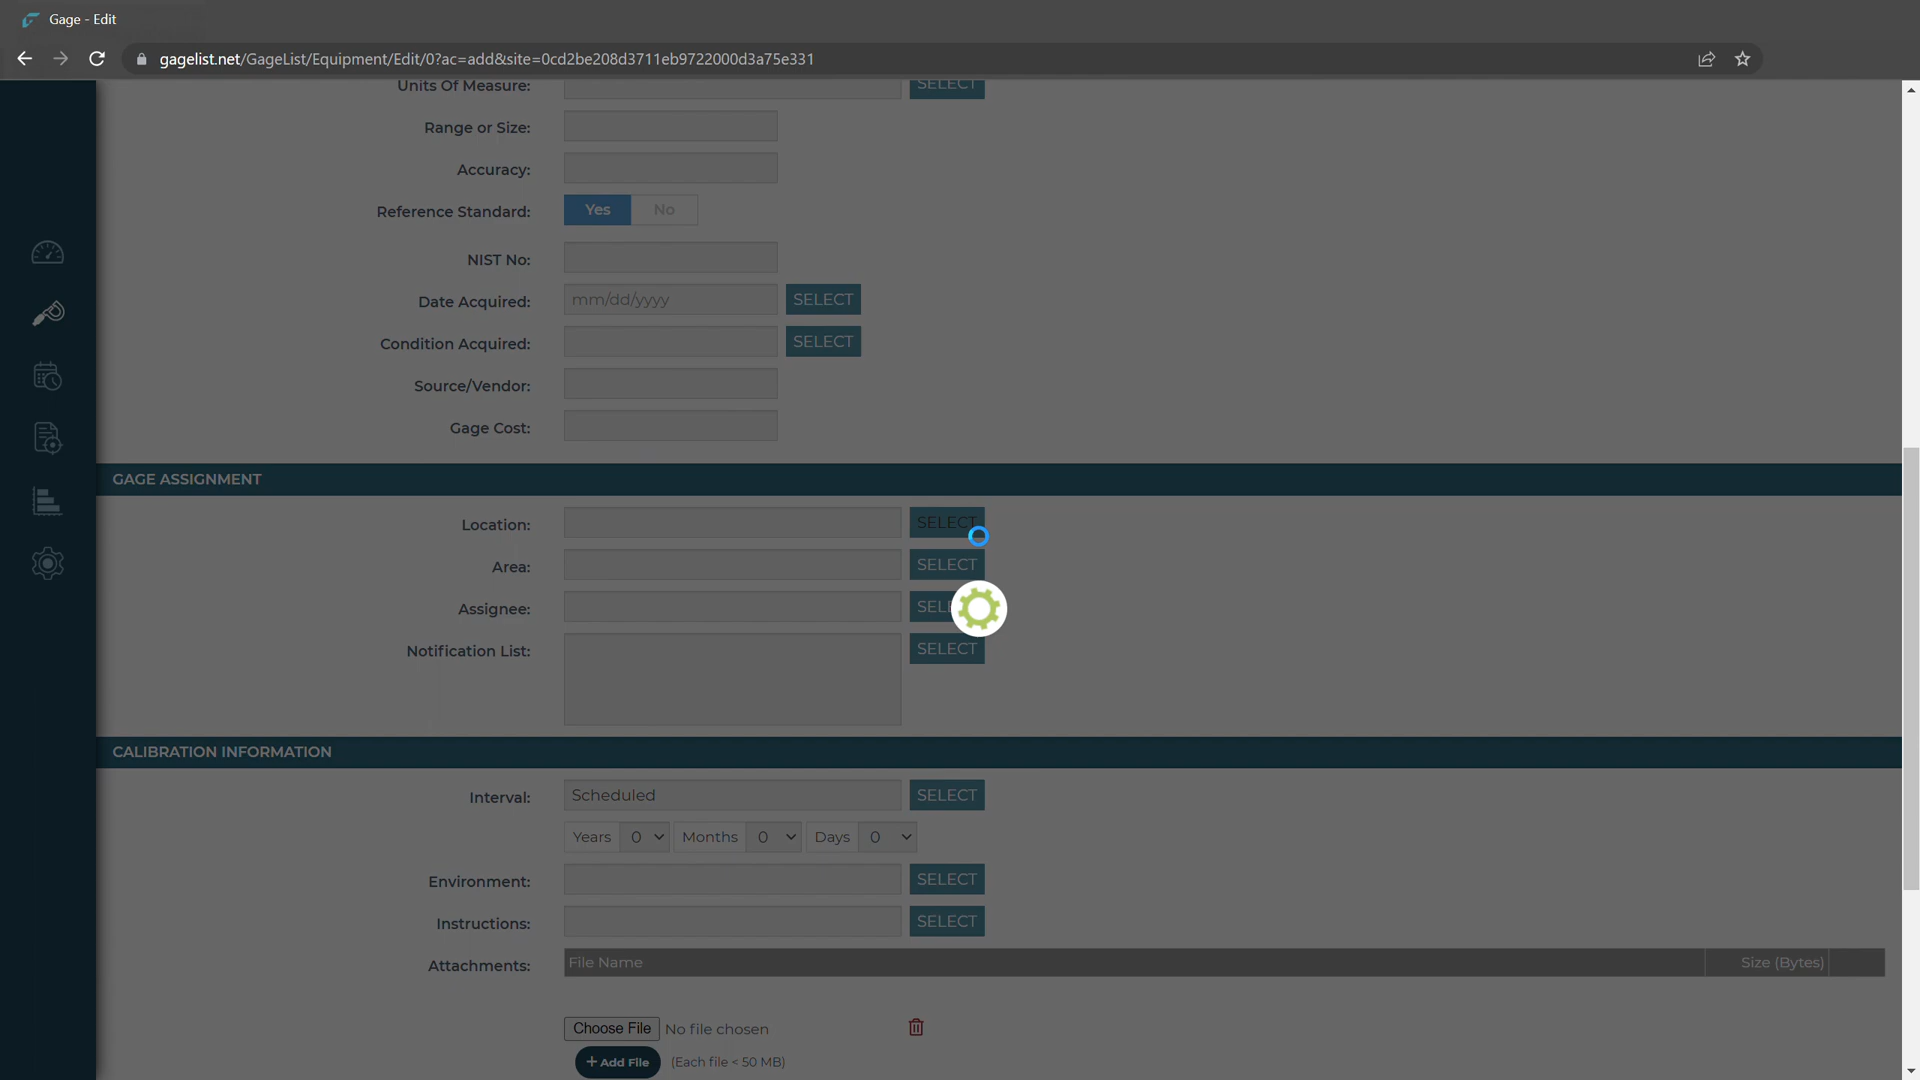 Gage - Edit
gagelist.net/GageList/Equipment/Edit/0?ac=add&site=0cd2be208d3711eb9722000d3a75e331
Units Of Measure: SELECT
Range or Size:
Accuracy:
Reference Standard: Yes No
NIST No:
Date Acquired: mm/dd/yyyy SELECT
Condition Acquired: SELECT
Source/Vendor:
Gage Cost:
GAGE ASSIGNMENT
Location: SELECT
Area: SELECT
Assignee:
Notification List: SELECT
CALIBRATION INFORMATION
Interval: Scheduled SELECT
Years 0 Months 0 Days 0
Environment: SELECT
Instructions: SELECT
Attachments: File Name Size (Bytes)
Choose File No file chosen
+ Add File (Each file < 50 MB)